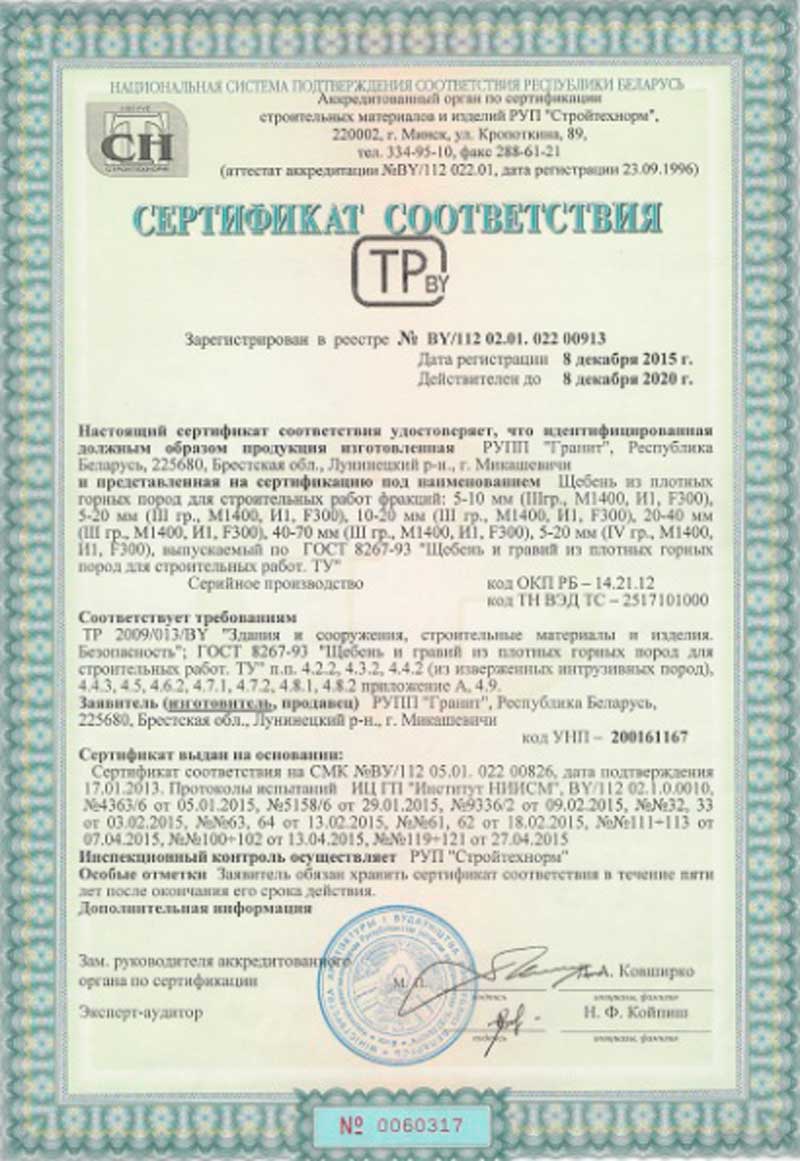 НАЦИОНАЛЬНАЯ СИСТЕМА ПОДТВЕРЖДЕНИЯ СООТВЕТСТВИЯ РЕСПУБЛИКИ БЕЛАРУСЬ
Аккредитованный орган по сертификации
строительных материалов и изделий РУП "Стройтехнорм",
220002, г. Минск, ул. Кропоткина, 89,
тел. 334-95-10, факс 288-61-21
(аттестат аккредитации №BY/112 022.01, дата регистрации 23.09.1996)
СН
СТРОЙТЕХНОРМ
СЕРТИФИКАТ СООТВЕТСТВИЯ
ТР BY
Зарегистрирован в реестре № BY/112 02.01. 022 00913
Дата регистрации 8 декабря 2015 г.
Действителен до 8 декабря 2020 г.
Настоящий сертификат соответствия удостоверяет, что идентифицированная
должным образом продукция изготовленная РУПП "Гранит", Республика
Беларусь, 225680, Брестская обл., Лунинецкий р-н., г. Микашевичи
и представленная на сертификацию под наименованием Щебень из плотных
горных пород для строительных работ фракций: 5-10 мм (IIIгр., М1400, И1, F300),
5-20 мм (III гр., М1400, И1, F300), 10-20 мм (III гр., М1400, И1, F300), 20-40 мм
(III гр., М1400, И1, F300), 40-70 мм (III гр., М1400, И1, F300), 5-20 мм (IV гр., М1400,
И1, F300), выпускаемый по ГОСТ 8267-93 "Щебень и гравий из плотных горных
пород для строительных работ. ТУ"
Серийное производство код ОКП РБ – 14.21.12
код ТН ВЭД ТС – 2517101000
Соответствует требованиям
ТР 2009/013/BY "Здания и сооружения, строительные материалы и изделия.
Безопасность"; ГОСТ 8267-93 "Щебень и гравий из плотных горных пород для
строительных работ. ТУ" п.п. 4.2.2, 4.3.2, 4.4.2 (из изверженных интрузивных пород),
4.4.3, 4.5, 4.6.2, 4.7.1, 4.7.2, 4.8.1, 4.8.2 приложение А, 4.9.
Заявитель (изготовитель, продавец) РУПП "Гранит", Республика Беларусь,
225680, Брестская обл., Лунинецкий р-н., г. Микашевичи
код УНП – 200161167
Сертификат выдан на основании:
Сертификат соответствия на СМК №BY/112 05.01. 022 00826, дата подтверждения
17.01.2013. Протоколы испытаний ИЦ ГП "Институт НИИСМ", BY/112 02.1.0.0010,
№4363/6 от 05.01.2015, №5158/6 от 29.01.2015, №9336/2 от 09.02.2015, №№32, 33
от 03.02.2015, №№63, 64 от 13.02.2015, №№61, 62 от 18.02.2015, №№111÷113 от
07.04.2015, №№100÷102 от 13.04.2015, №№119÷121 от 27.04.2015
Инспекционный контроль осуществляет РУП "Стройтехнорм"
Особые отметки Заявитель обязан хранить сертификат соответствия в течение пяти
лет после окончания его срока действия.
Дополнительная информация
Зам. руководителя аккредитованного
органа по сертификации М. П. А. Ковширко
подпись инициалы, фамилия
Эксперт-аудитор Н. Ф. Койпиш
подпись инициалы, фамилия
№ 0060317